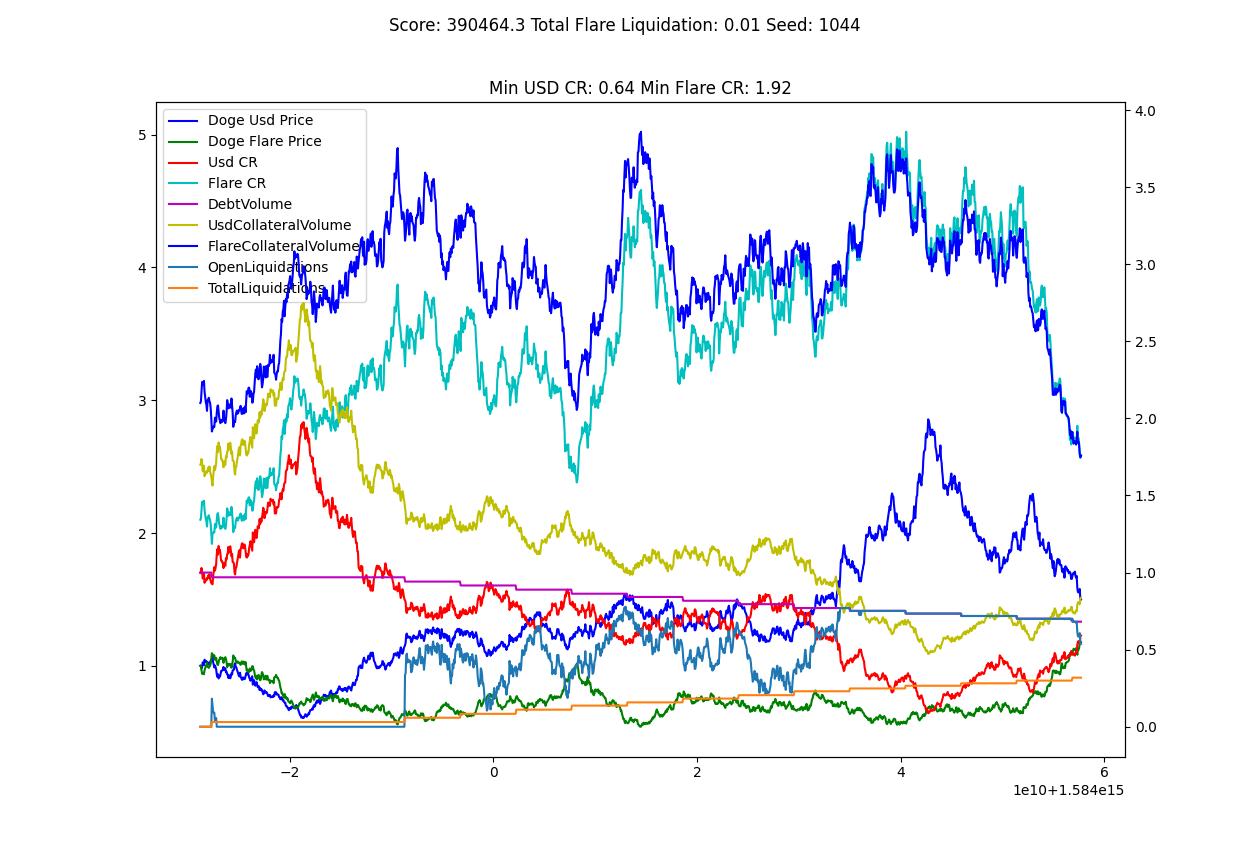 Score: 390464.3 Total Flare Liquidation: 0.01 Seed: 1044
Min USD CR: 0.64 Min Flare CR: 1.92
Doge Usd Price
Doge Flare Price
Usd CR
Flare CR
DebtVolume
UsdCollateralVolume
FlareCollateralVolume
OpenLiquidations
TotalLiquidations
5
4
3
2
1
4.0
3.5
3.0
2.5
2.0
1.5
1.0
0.5
0.0
−2 0 2 4 6
1e10+1.584e15